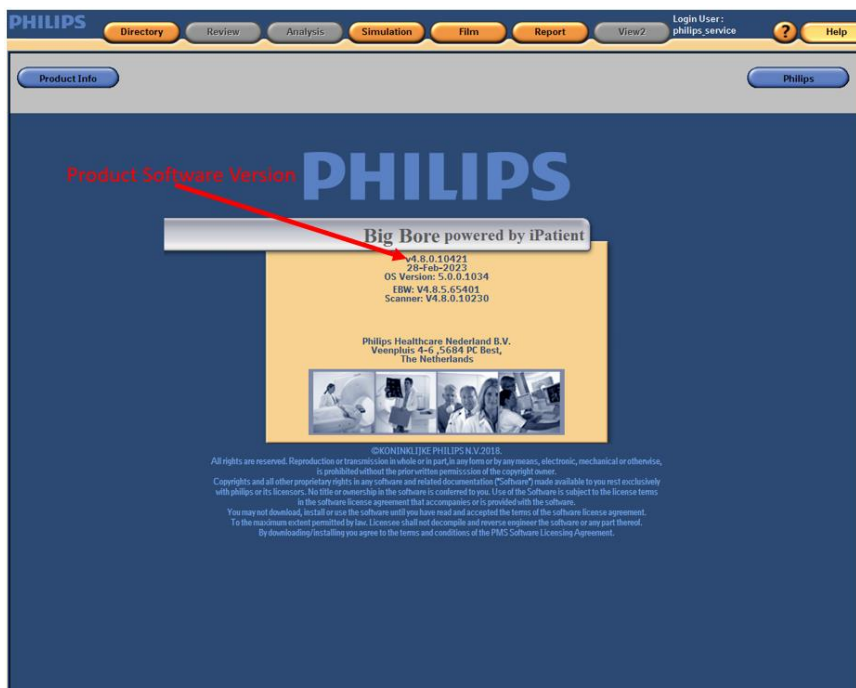 PHILIPS
Directory
Review
Analysis
Simulation
Film
Report
View2
Login User :
philips_service
?
Help
Product Info
Philips
Product Software Version
PHILIPS
Big Bore powered by iPatient
v4.8.0.10421
28-Feb-2023
OS Version: 5.0.0.1034
EBW: V4.8.5.65401
Scanner: V4.8.0.10230
Philips Healthcare Nederland B.V.
Veenpluis 4-6 ,5684 PC Best,
The Netherlands
©KONINKLIJKE PHILIPS N.V.2018.
All rights are reserved. Reproduction or transmission in whole or in part,in any form or by any means, electronic, mechanical or otherwise,
is prohibited without the prior written permisssion of the copyright owner.
Copyrights and all other proprietary rights in any software and related documentation ("Software") made available to you rest exclusively
with philips or its licensors. No title or ownership in the software is conferred to you. Use of the Software is subject to the license terms
in the software license agreement that accompanies or is provided with the software.
You may not download, install or use the software until you have read and accepted the terms of the software license agreement.
To the maximum extent permitted by law. Licensee shall not decompile and reverse engineer the software or any part thereof.
By downloading/installing you agree to the terms and conditions of the PMS Software Licensing Agreement.